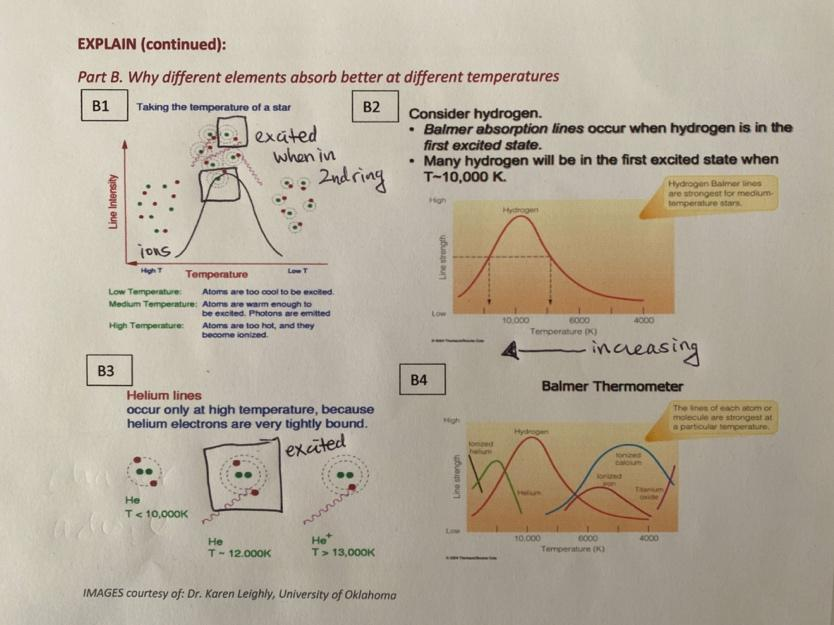 EXPLAIN (continued):
Part B. Why different elements absorb better at different temperatures
B1
Taking the temperature of a star
excited
when in
2nd ring
ions
Line Intensity
High T
Temperature
Low T
Low Temperature: Atoms are too cool to be excited.
Medium Temperature: Atoms are warm enough to
be excited. Photons are emitted
High Temperature: Atoms are too hot, and they
become ionized.
B2
Consider hydrogen.
• Balmer absorption lines occur when hydrogen is in the
first excited state.
• Many hydrogen will be in the first excited state when
T~10,000 K.
Hydrogen Balmer lines
are strongest for medium-
temperature stars.
High
Hydrogen
Line strength
Low
10,000 6000 4000
Temperature (K)
increasing
B3
Helium lines
occur only at high temperature, because
helium electrons are very tightly bound.
excited
He
T < 10,000K
He
T ~ 12.000K
He+
T > 13,000K
B4
Balmer Thermometer
The lines of each atom or
molecule are strongest at
a particular temperature.
High
Hydrogen
Ionized
helium
Ionized
calcium
Line strength
Helium
Ionized
iron
Titanium
oxide
Low
10,000 6000 4000
Temperature (K)
IMAGES courtesy of: Dr. Karen Leighly, University of Oklahoma